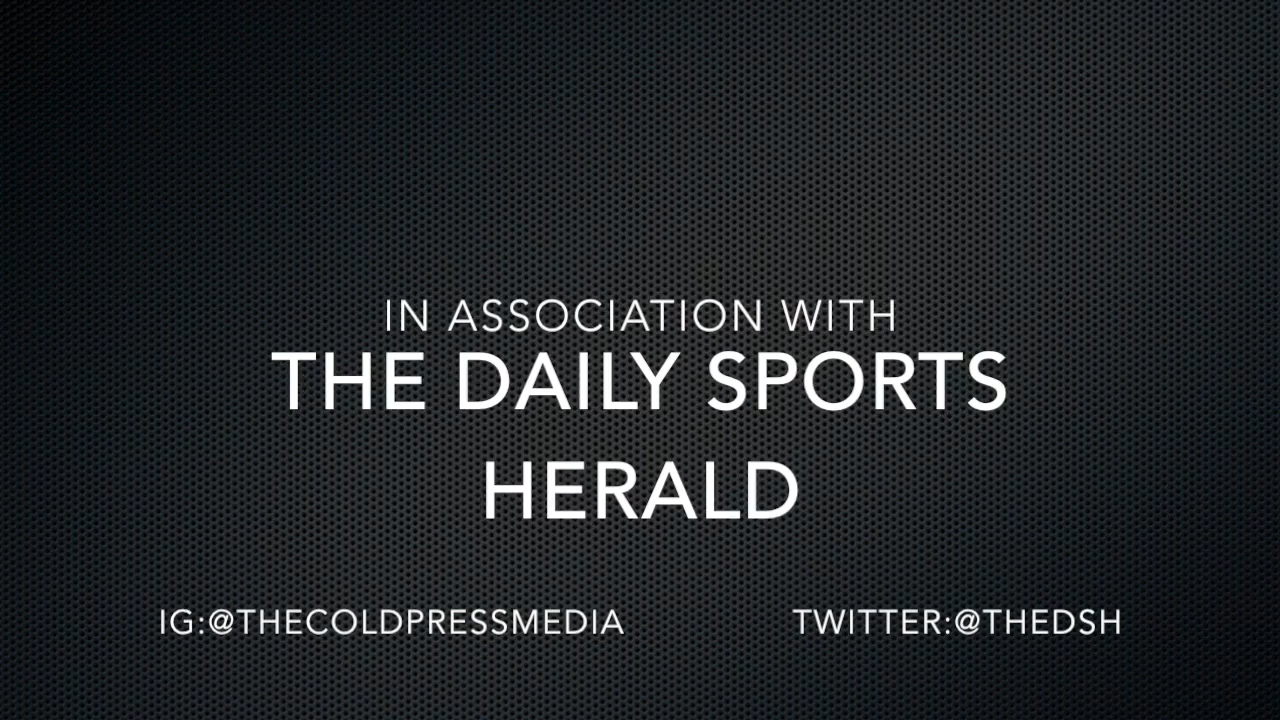 IN ASSOCIATION WITH
THE DAILY SPORTS
HERALD
IG:@THECOLDPRESSMEDIA
TWITTER:@THEDSH